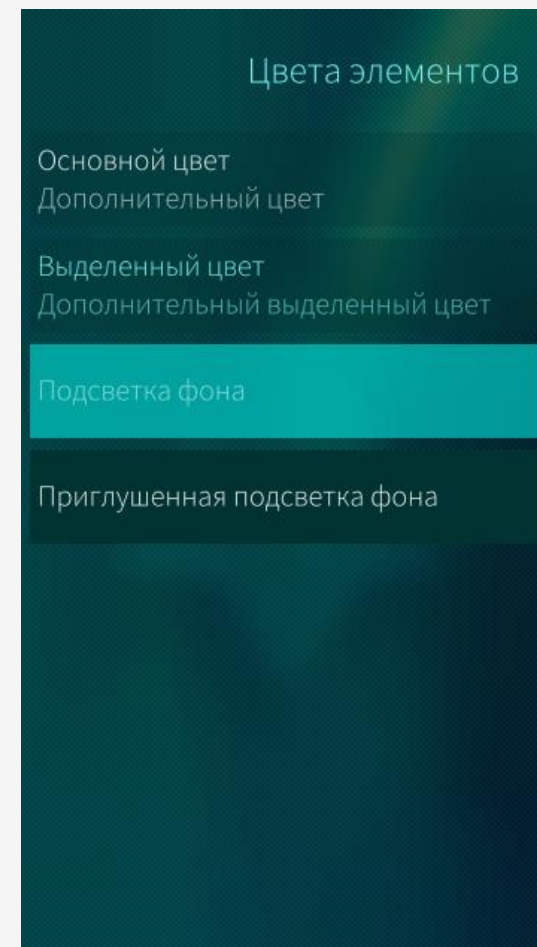 Цвета элементов
Основной цвет
Дополнительный цвет
Выделенный цвет
Дополнительный выделенный цвет
Подсветка фона
Приглушенная подсветка фона